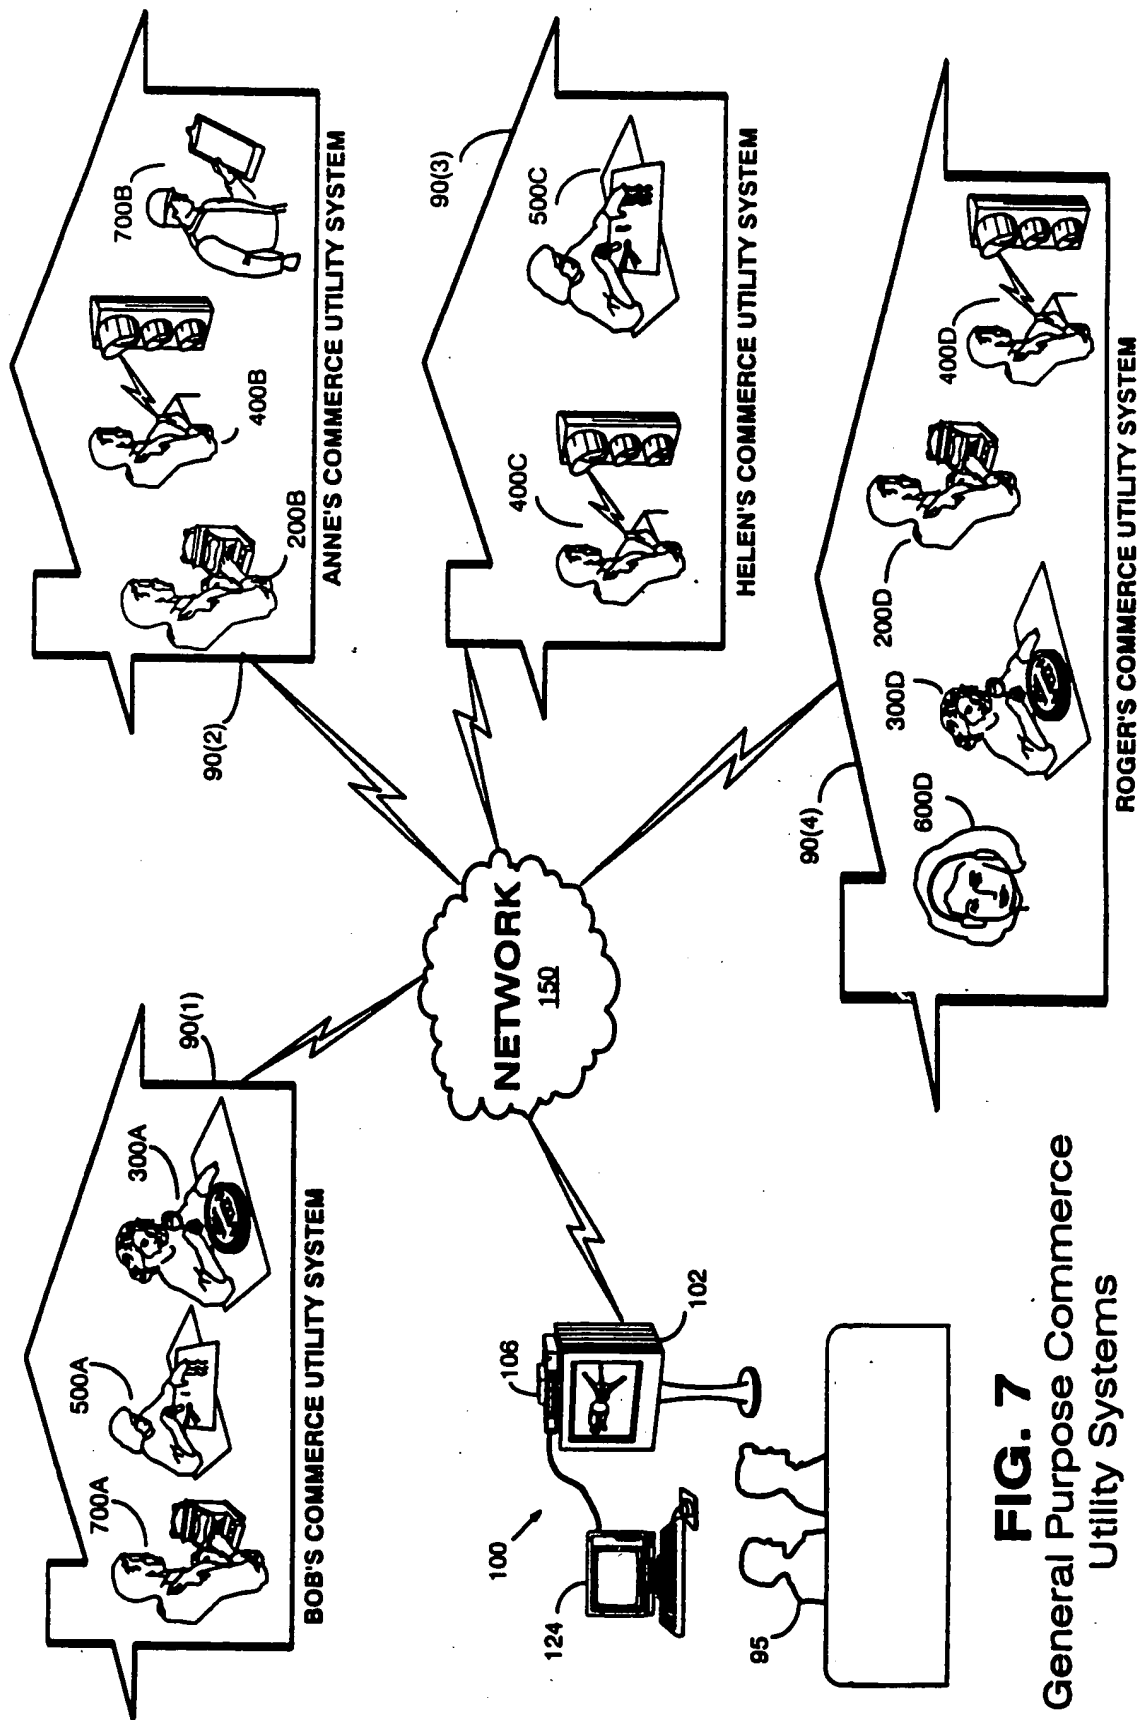 700A
500A
300A
90(1)
BOB'S COMMERCE UTILITY SYSTEM
90(2)
200B
400B
700B
ANNE'S COMMERCE UTILITY SYSTEM
90(3)
400C
500C
HELEN'S COMMERCE UTILITY SYSTEM
90(4)
600D
300D
200D
400D
ROGER'S COMMERCE UTILITY SYSTEM
NETWORK
150
100
106
102
124
95
FIG. 7
General Purpose Commerce
Utility Systems